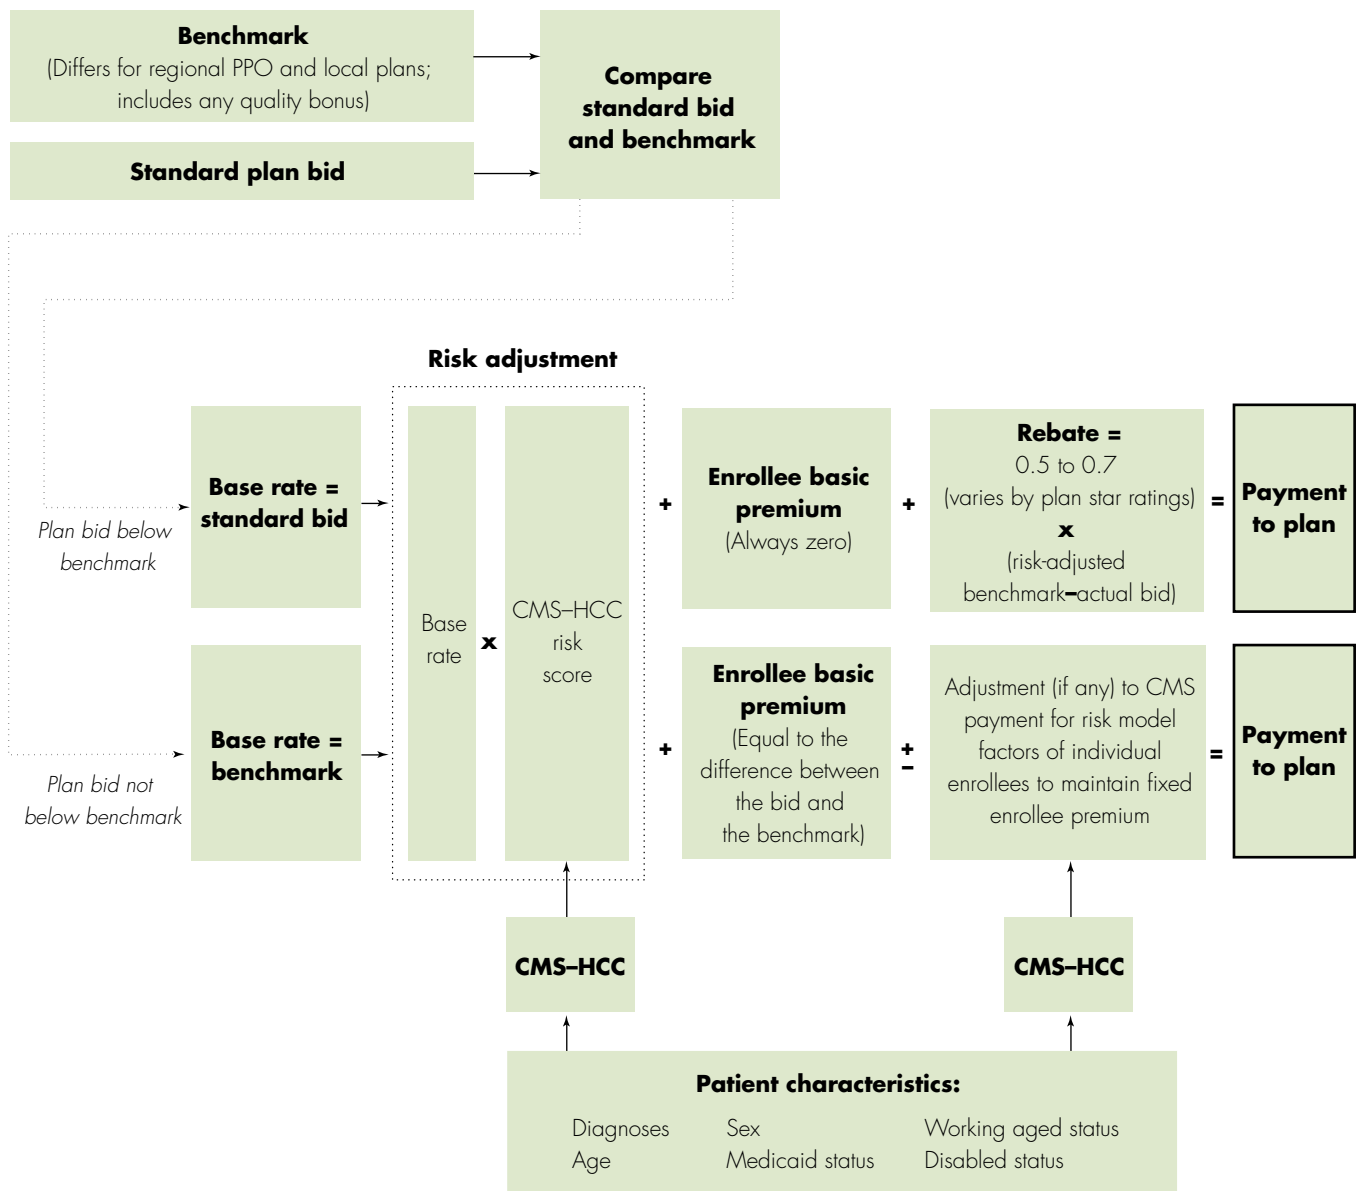 Benchmark
(Differs for regional PPO and local plans;
includes any quality bonus)
Standard plan bid
Compare
standard bid
and benchmark
Risk adjustment
Plan bid below
benchmark
Base rate =
standard bid
Plan bid not
below benchmark
Base rate =
benchmark
Base
rate
x
CMS–HCC
risk
score
+
Enrollee basic
premium
(Always zero)
+
Rebate =
0.5 to 0.7
(varies by plan star ratings)
x
(risk-adjusted
benchmark–actual bid)
=
Payment
to plan
+
Enrollee basic
premium
(Equal to the
difference between
the bid and
the benchmark)
+
–
Adjustment (if any) to CMS
payment for risk model
factors of individual
enrollees to maintain fixed
enrollee premium
=
Payment
to plan
CMS–HCC
CMS–HCC
Patient characteristics:
Diagnoses Sex Working aged status
Age Medicaid status Disabled status